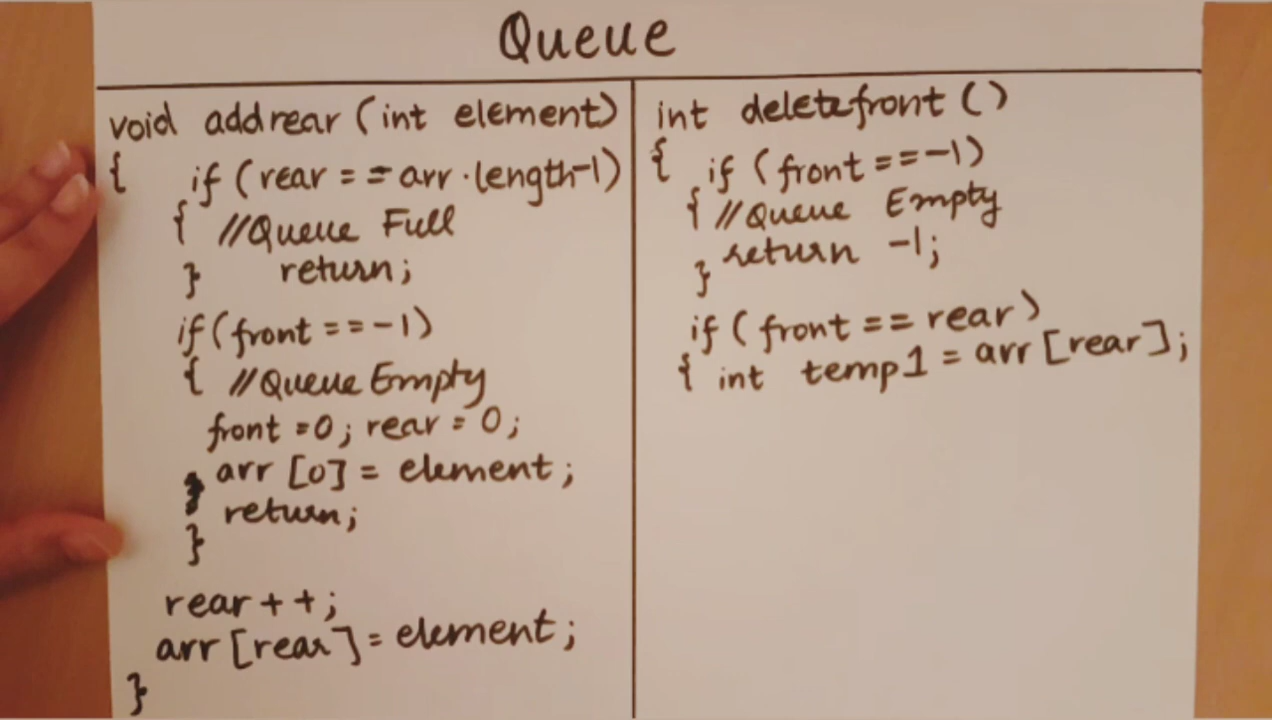 Queue
void addrear (int element)
{ if (rear == arr.length-1)
{ //Queue Full
} return;
if (front == -1)
{ //Queue Empty
front = 0; rear = 0;
arr [0] = element;
return;
}
rear++;
arr [rear] = element;
}
int deletefront ()
{ if (front == -1)
{ //Queue Empty
return -1;
}
if (front == rear)
{ int temp1 = arr [rear];